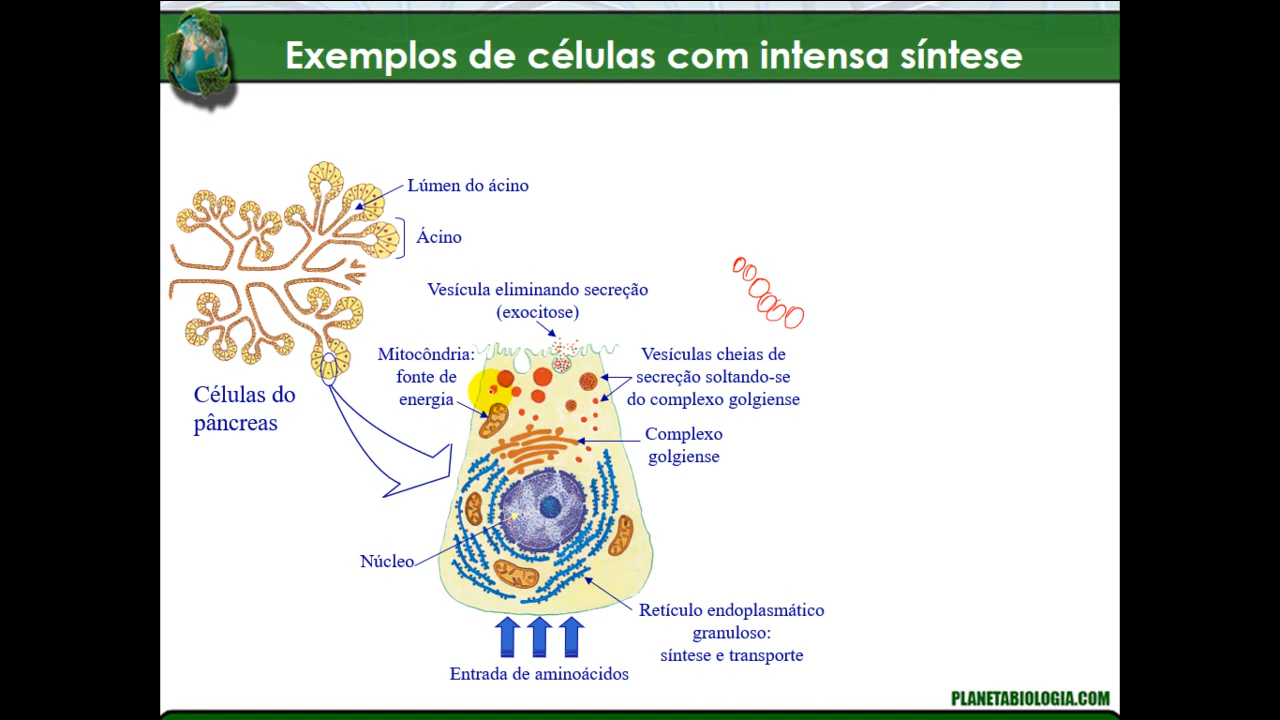 Exemplos de células com intensa síntese
Lúmen do ácino
Ácino
Vesícula eliminando secreção
(exocitose)
Mitocôndria:
fonte de
energia
Vesículas cheias de
secreção soltando-se
do complexo golgiense
Células do
pâncreas
Complexo
golgiense
Núcleo
Retículo endoplasmático
granuloso:
síntese e transporte
Entrada de aminoácidos
PLANETABIOLOGIA.COM